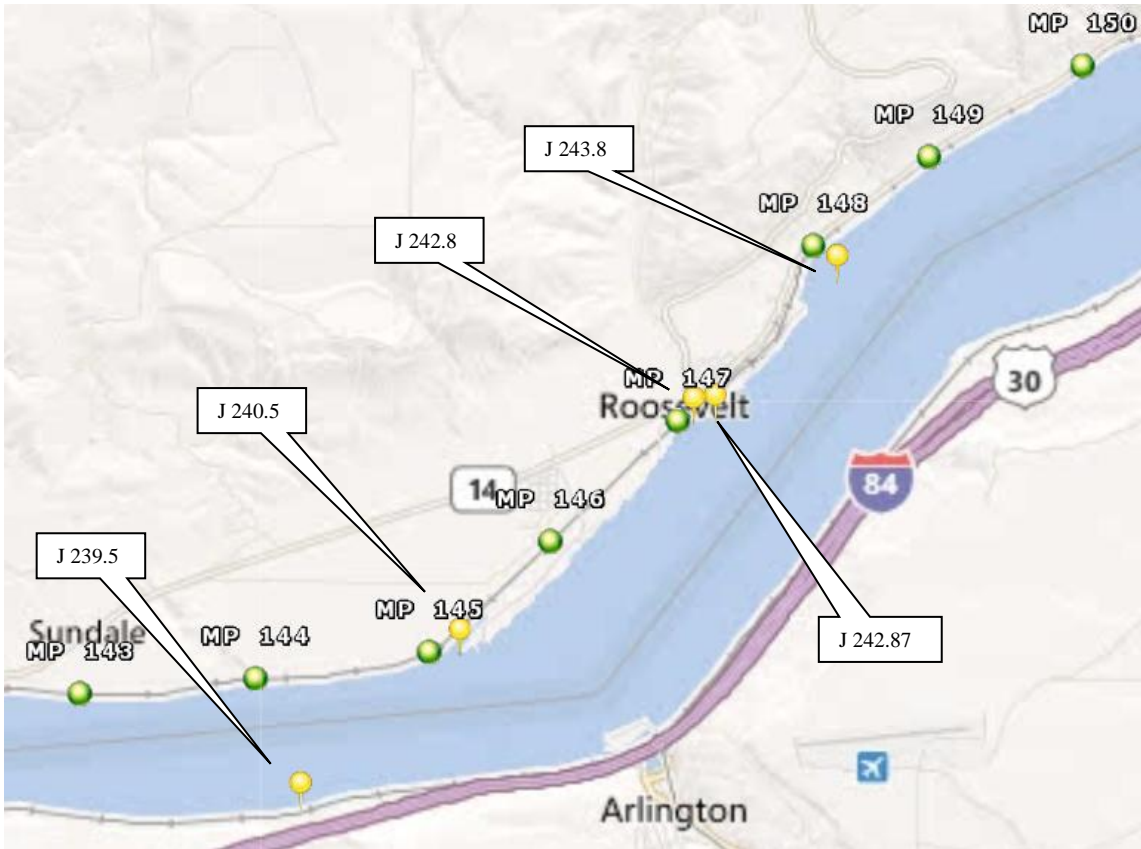 MP 150
MP 149
J 243.8
MP 148
J 242.8
MP 147
Roosevelt
30
J 240.5
84
14
MP 146
J 239.5
MP 145
Sundale
MP 144
MP 143
J 242.87
Arlington